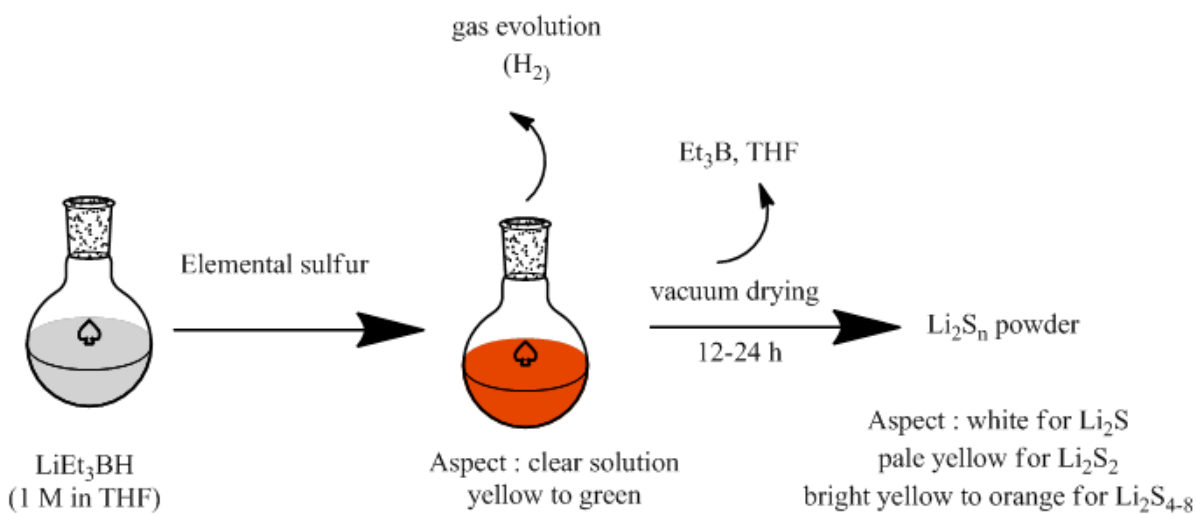 gas evolution
(H₂)
Et₃B, THF
Elemental sulfur
vacuum drying
12-24 h
Li₂Sₙ powder
LiEt₃BH
(1 M in THF)
Aspect : clear solution
yellow to green
Aspect : white for Li₂S
pale yellow for Li₂S₂
bright yellow to orange for Li₂S₄₋₈